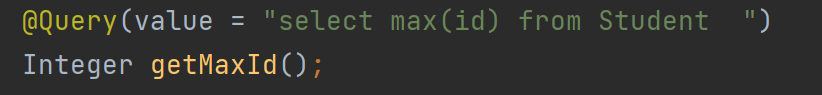 @Query(value = "select max(id) from Student  ")
Integer getMaxId();